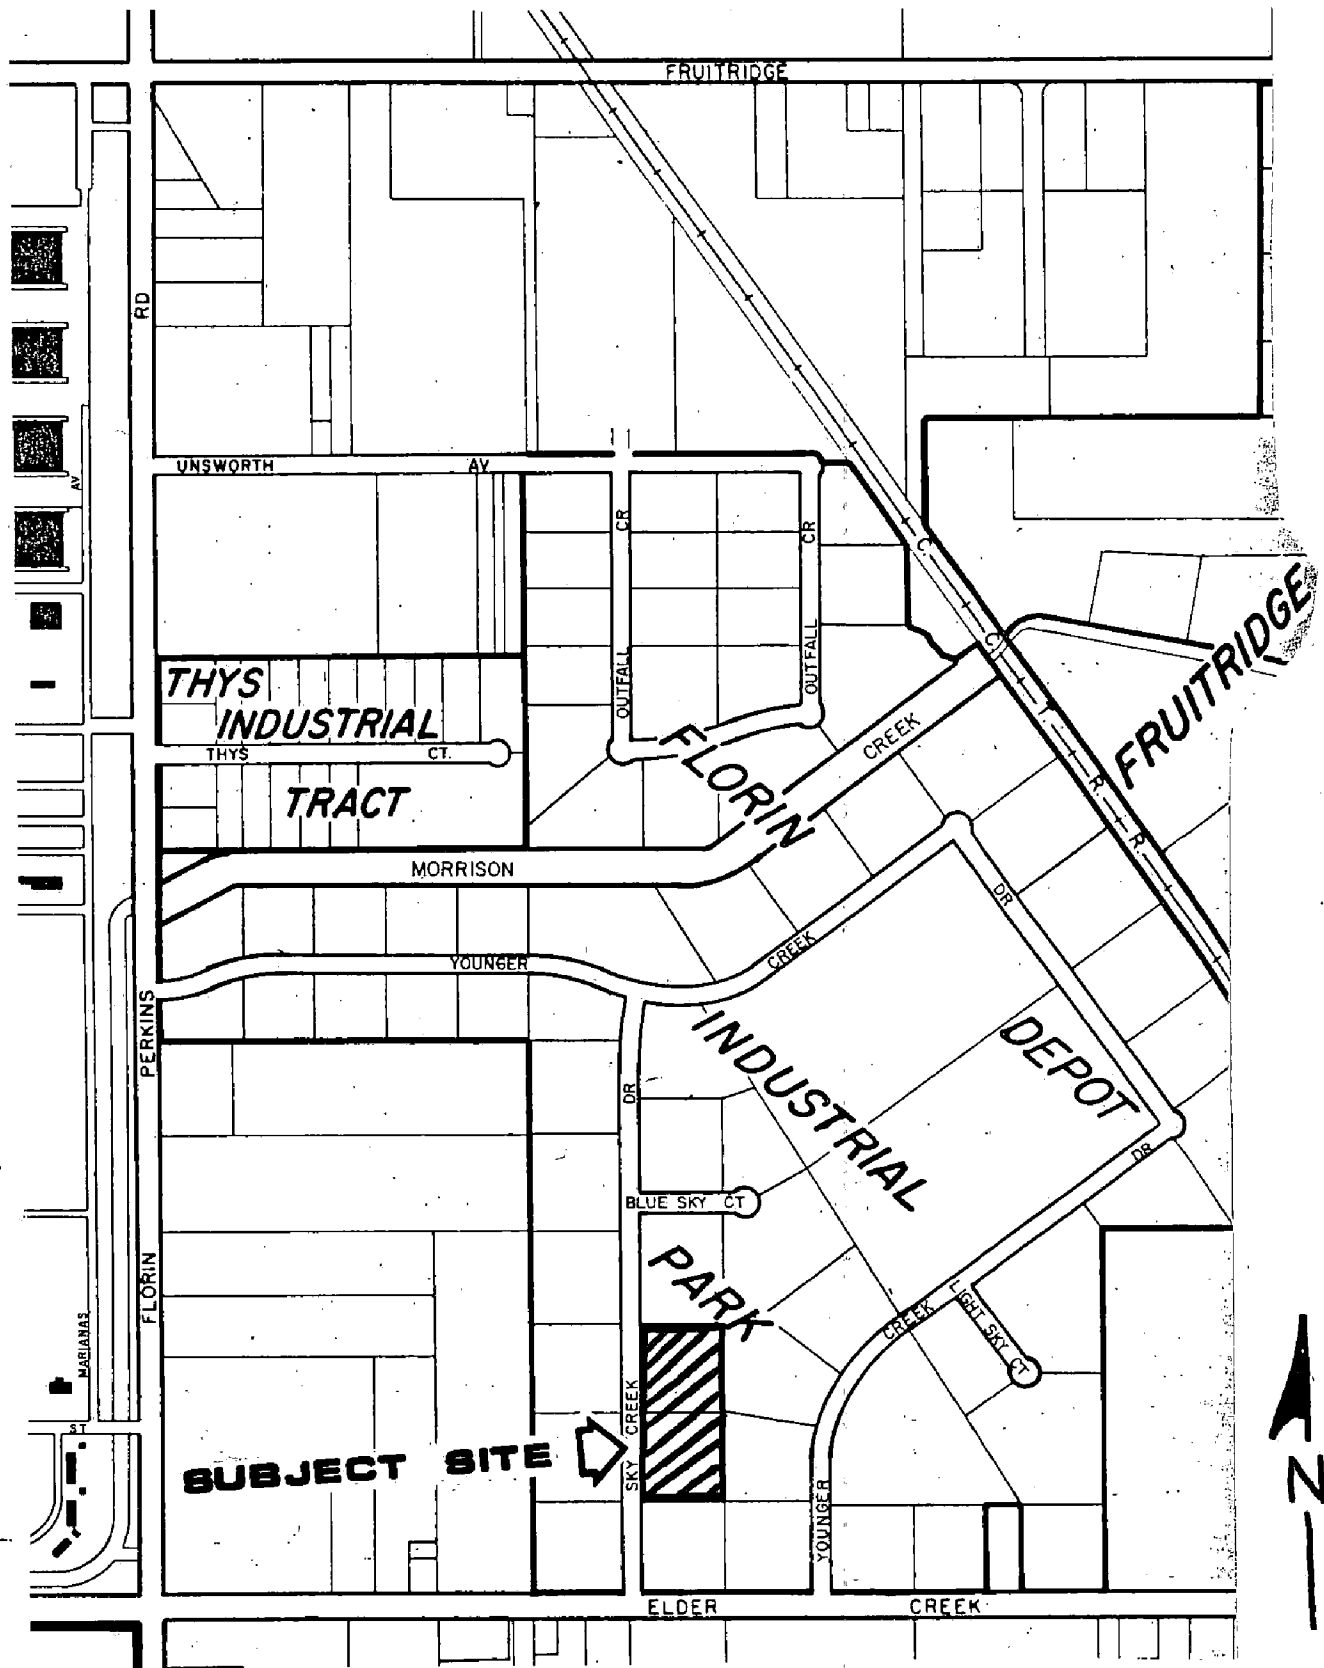 FRUITRIDGE
RD
UNSWORTH AV
AV
OUTFALL CR
OUTFALL CR
C.C.T.R.R.
FRUITRIDGE
THYS
INDUSTRIAL
THYS CT.
TRACT
FLORIN
CREEK
MORRISON
DR
YOUNGER
CREEK
PERKINS
INDUSTRIAL
DEPOT
DR
DR
BLUE SKY CT
PARK
FLORIN
MARIANAS
LIGHT SKY CT
CREEK
SKY CREEK
ST
SUBJECT SITE
YOUNGER
N
ELDER CREEK